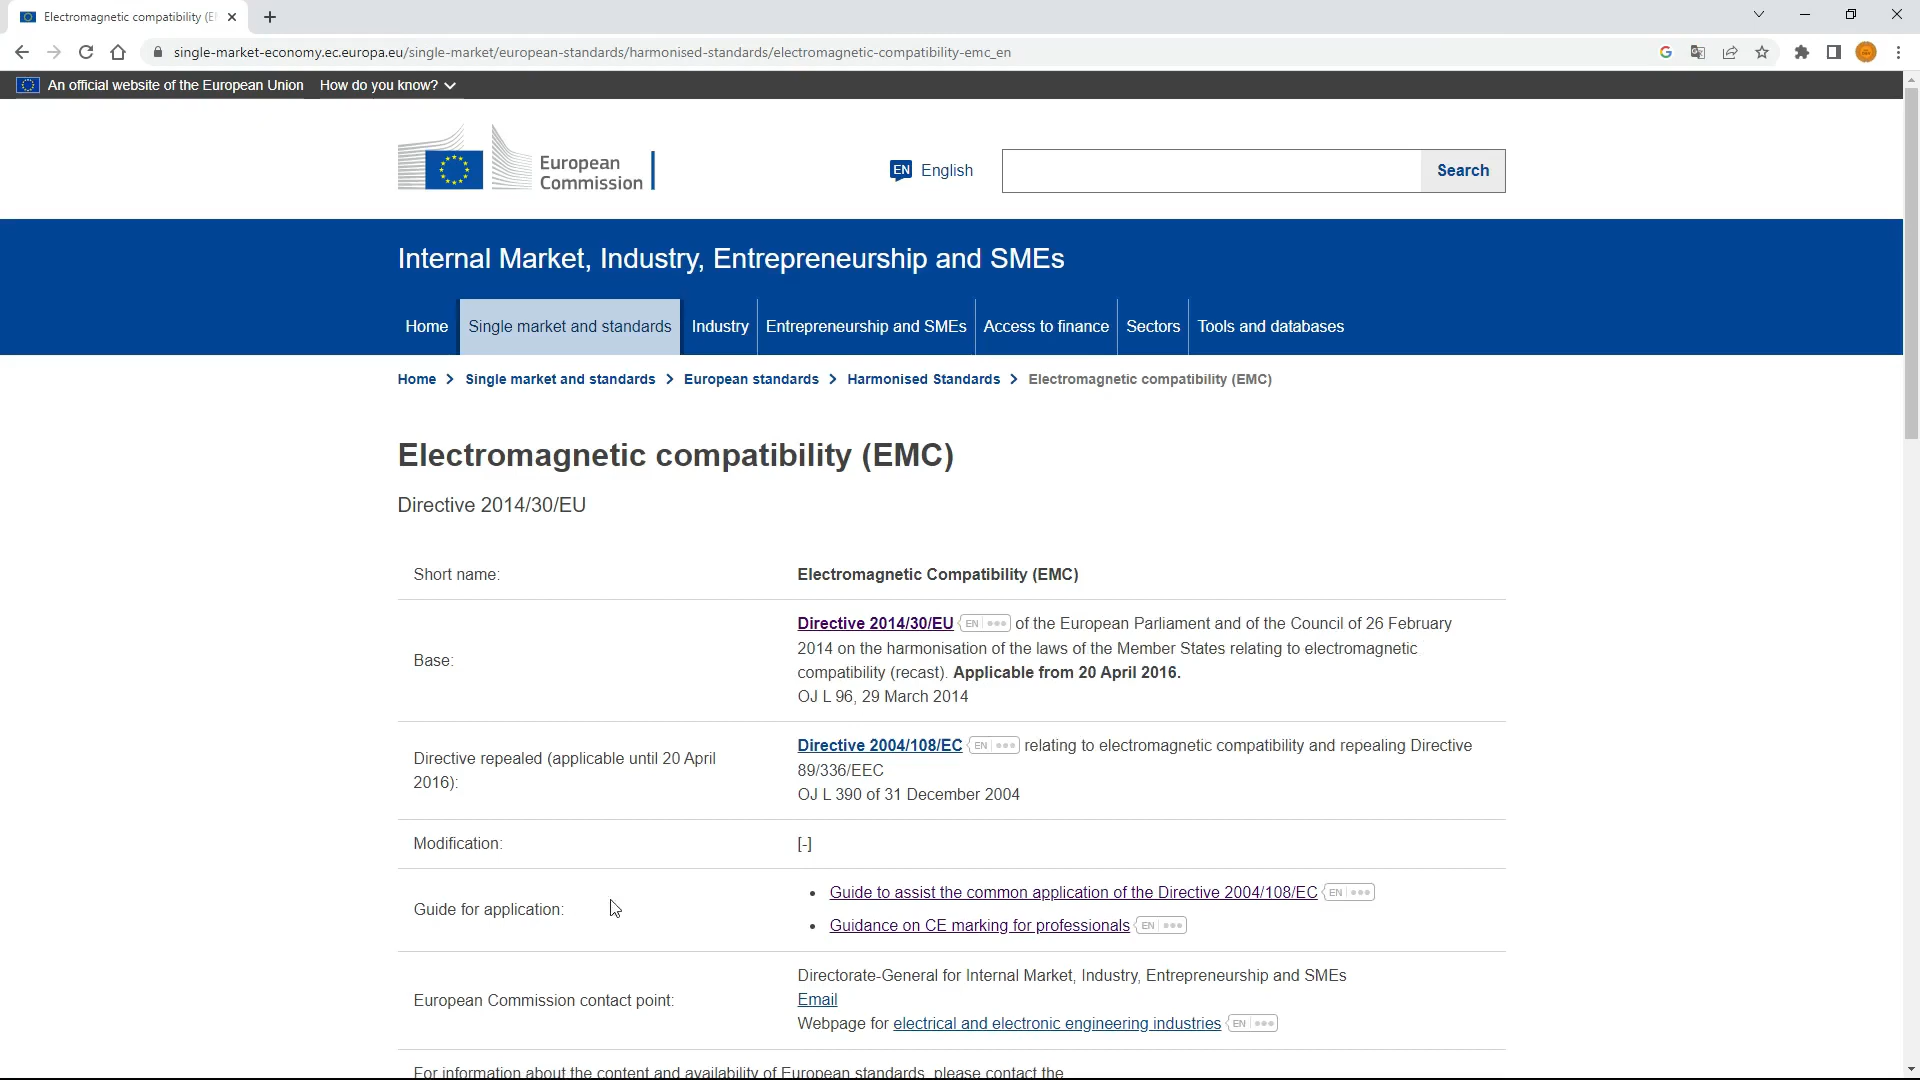 Electromagnetic compatibility (E
single-market-economy.ec.europa.eu/single-market/european-standards/harmonised-standards/electromagnetic-compatibility-emc_en
An official website of the European Union How do you know?
European
Commission
EN English
Search
Internal Market, Industry, Entrepreneurship and SMEs
Home Single market and standards Industry Entrepreneurship and SMEs Access to finance Sectors Tools and databases
Home > Single market and standards > European standards > Harmonised Standards > Electromagnetic compatibility (EMC)
Electromagnetic compatibility (EMC)
Directive 2014/30/EU
Short name: Electromagnetic Compatibility (EMC)
Base:
Directive 2014/30/EU EN ••• of the European Parliament and of the Council of 26 February
2014 on the harmonisation of the laws of the Member States relating to electromagnetic
compatibility (recast). Applicable from 20 April 2016.
OJ L 96, 29 March 2014
Directive repealed (applicable until 20 April
2016):
Directive 2004/108/EC EN ••• relating to electromagnetic compatibility and repealing Directive
89/336/EEC
OJ L 390 of 31 December 2004
Modification: [-]
Guide for application:
• Guide to assist the common application of the Directive 2004/108/EC EN •••
• Guidance on CE marking for professionals EN •••
European Commission contact point:
Directorate-General for Internal Market, Industry, Entrepreneurship and SMEs
Email
Webpage for electrical and electronic engineering industries EN •••
For information about the content and availability of European standards, please contact the